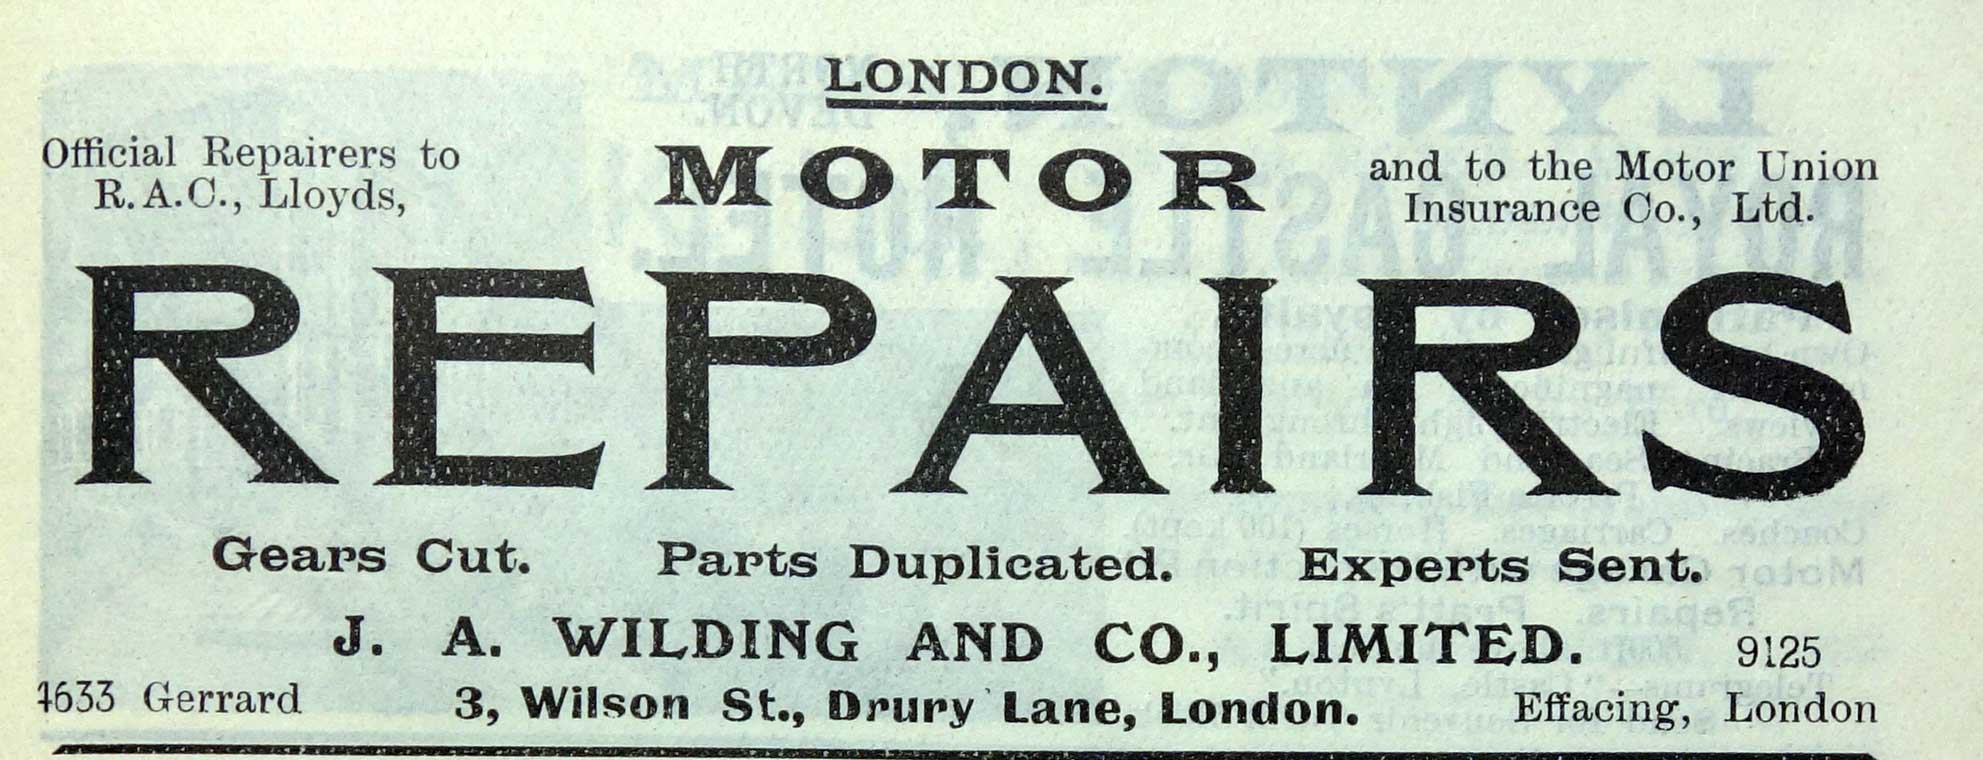 LONDON.
Official Repairers to
R.A.C., Lloyds,
MOTOR
and to the Motor Union
Insurance Co., Ltd.
REPAIRS
Gears Cut. Parts Duplicated. Experts Sent.
J. A. WILDING AND CO., LIMITED. 9125
4633 Gerrard 3, Wilson St., Drury Lane, London. Effacing, London